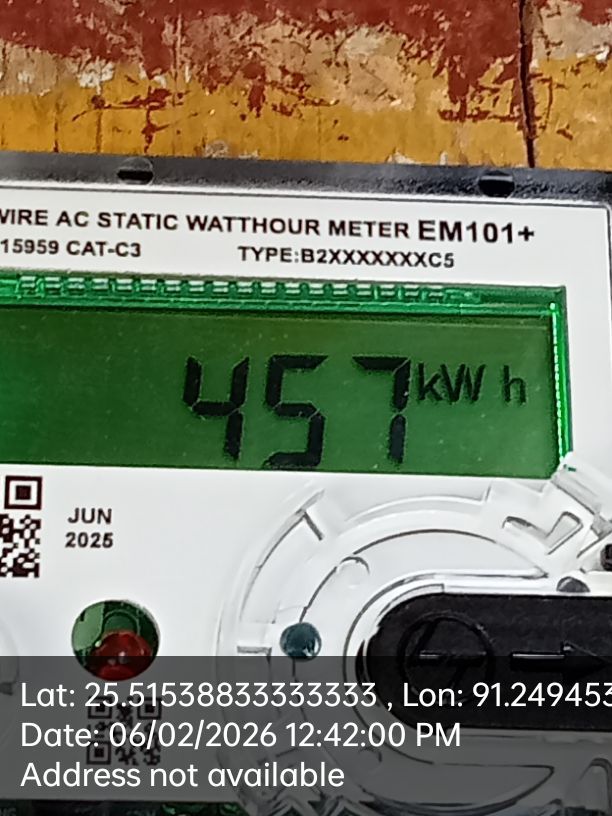 WIRE AC STATIC WATTHOUR METER EM101+
15959 CAT-C3 TYPE:B2XXXXXXXC5
457 kWh
JUN
2025
L&T
Lat: 25.51538833333333 , Lon: 91.249453
Date: 06/02/2026 12:42:00 PM
Address not available